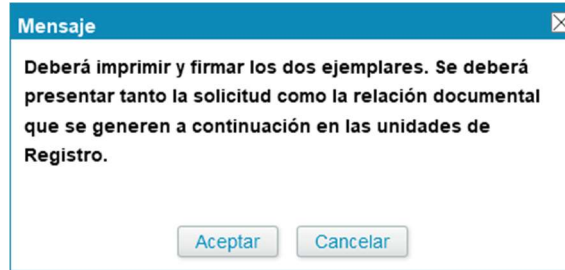 Mensaje
Deberá imprimir y firmar los dos ejemplares. Se deberá
presentar tanto la solicitud como la relación documental
que se generen a continuación en las unidades de
Registro.
Aceptar Cancelar